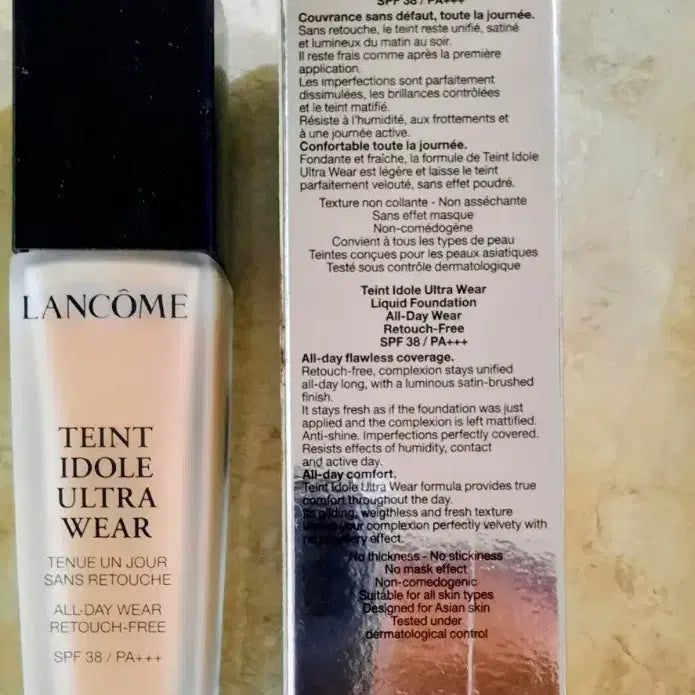 LANCÔME
TEINT
IDOLE
ULTRA
WEAR
TENUE UN JOUR
SANS RETOUCHE
ALL-DAY WEAR
RETOUCH-FREE
SPF 38 / PA+++
SPF 38 / PA+++
Couvrance sans défaut, toute la journée.
Sans retouche, le teint reste unifié, satiné
et lumineux du matin au soir.
Il reste frais comme après la première
application.
Les imperfections sont parfaitement
dissimulées, les brillances contrôlées
et le teint matifié.
Résiste à l'humidité, aux frottements et
à une journée active.
Confortable toute la journée.
Fondante et fraîche, la formule de Teint Idole
Ultra Wear est légère et laisse le teint
parfaitement velouté, sans effet poudré.
Texture non collante - Non asséchante
Sans effet masque
Non-comédogène
Convient à tous les types de peau
Teintes conçues pour les peaux asiatiques
Testé sous contrôle dermatologique
Teint Idole Ultra Wear
Liquid Foundation
All-Day Wear
Retouch-Free
SPF 38 / PA+++
All-day flawless coverage.
Retouch-free, complexion stays unified
all-day long, with a luminous satin-brushed
finish.
It stays fresh as if the foundation was just
applied and the complexion is left mattified.
Anti-shine. Imperfections perfectly covered.
Resists effects of humidity, contact
and active day.
All-day comfort.
Teint Idole Ultra Wear formula provides true
comfort throughout the day.
Its gliding, weigthless and fresh texture
your complexion perfectly velvety with
effect.
No thickness - No stickiness
No mask effect
Non-comedogenic
Suitable for all skin types
Designed for Asian skin
Tested under
dermatological control